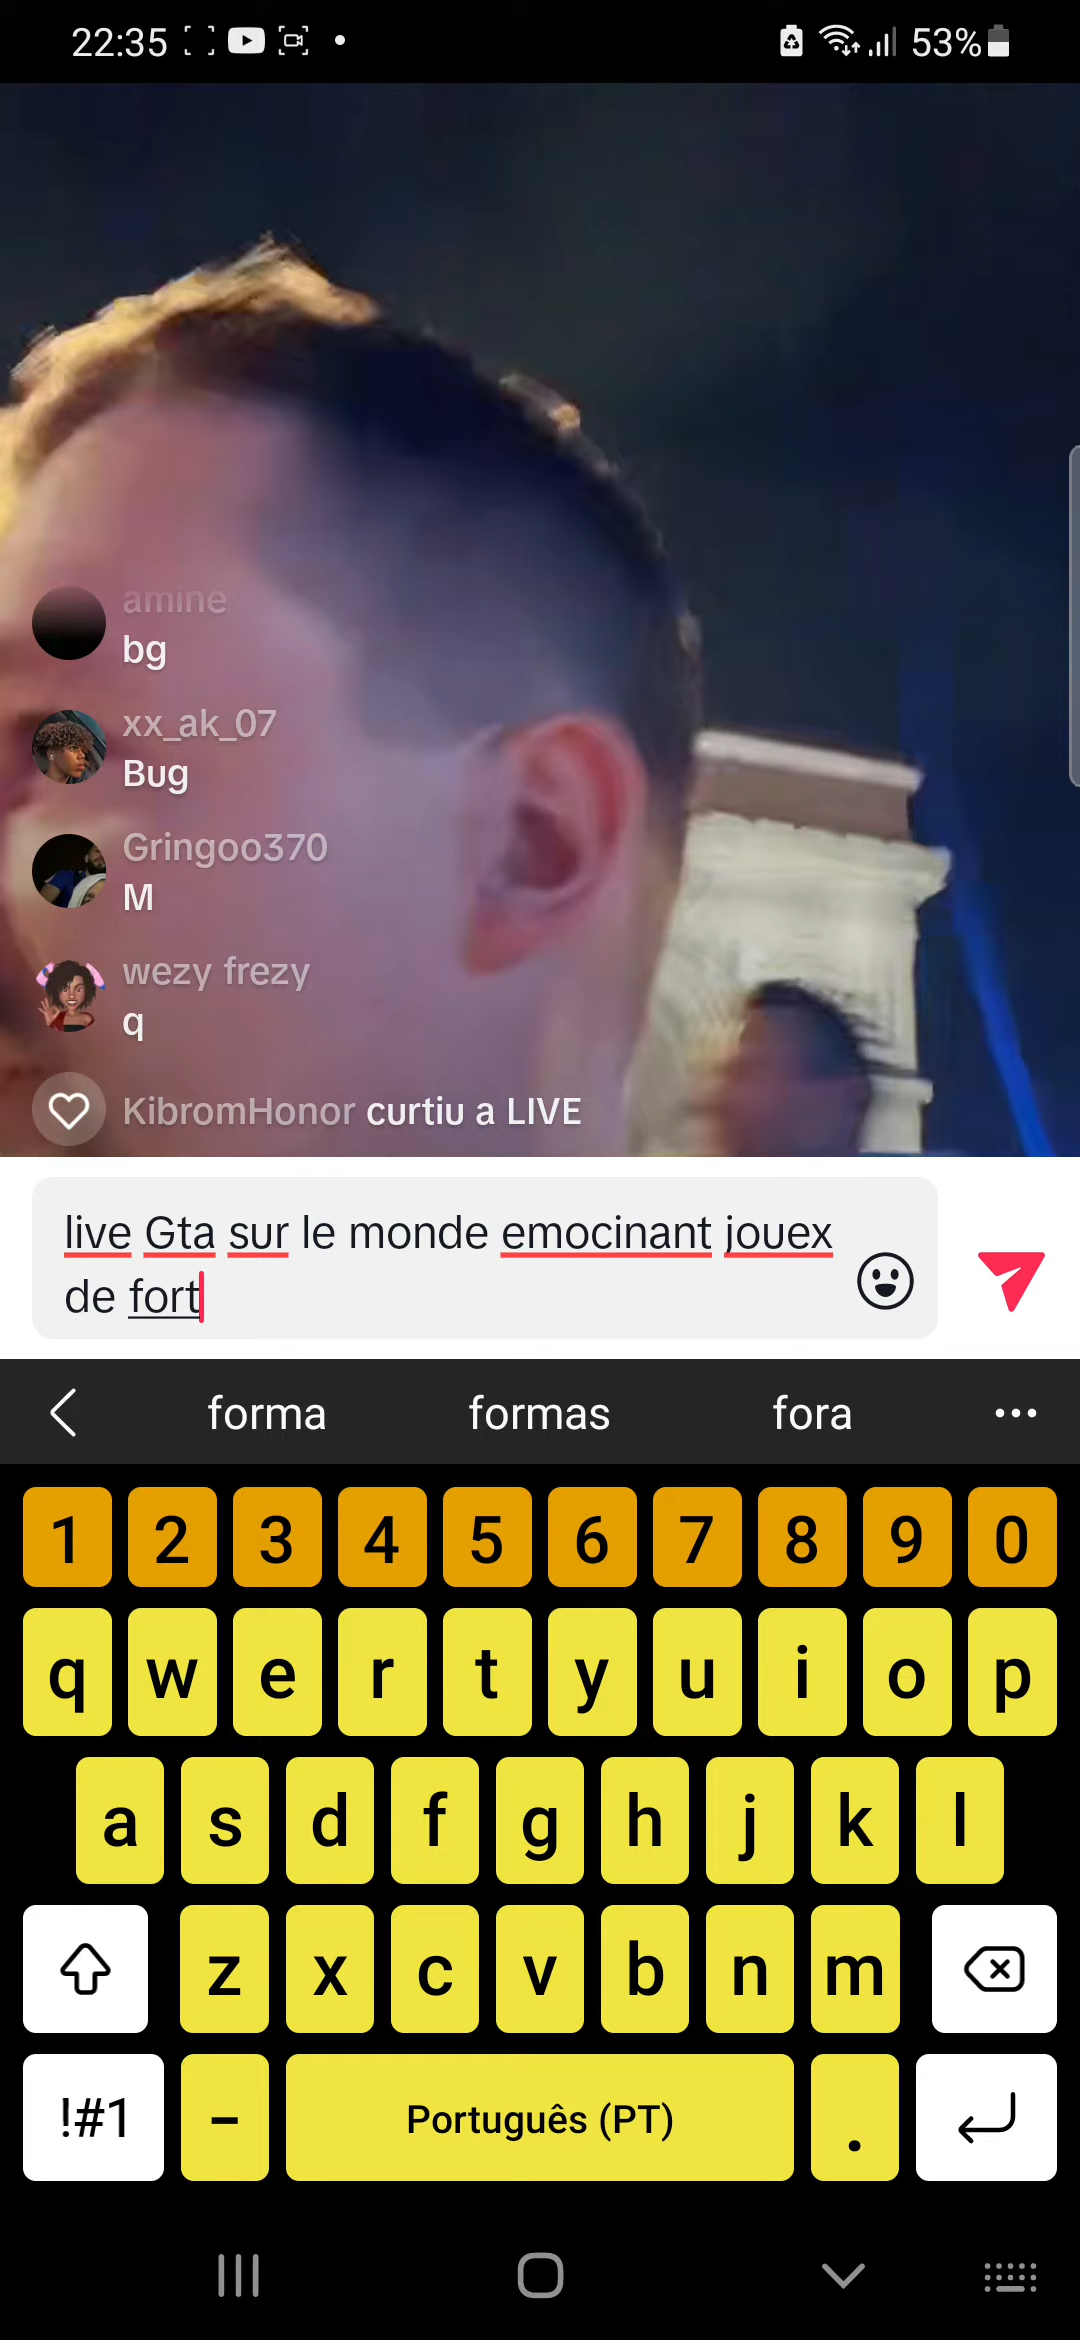 22:35 53%
amine
bg
xx_ak_07
Bug
Gringoo370
M
wezy frezy
q
KibromHonor curtiu a LIVE
live Gta sur le monde emocinant jouex
de fort
forma formas fora
1 2 3 4 5 6 7 8 9 0
q w e r t y u i o p
a s d f g h j k l
z x c v b n m
!#1 - Português (PT) .